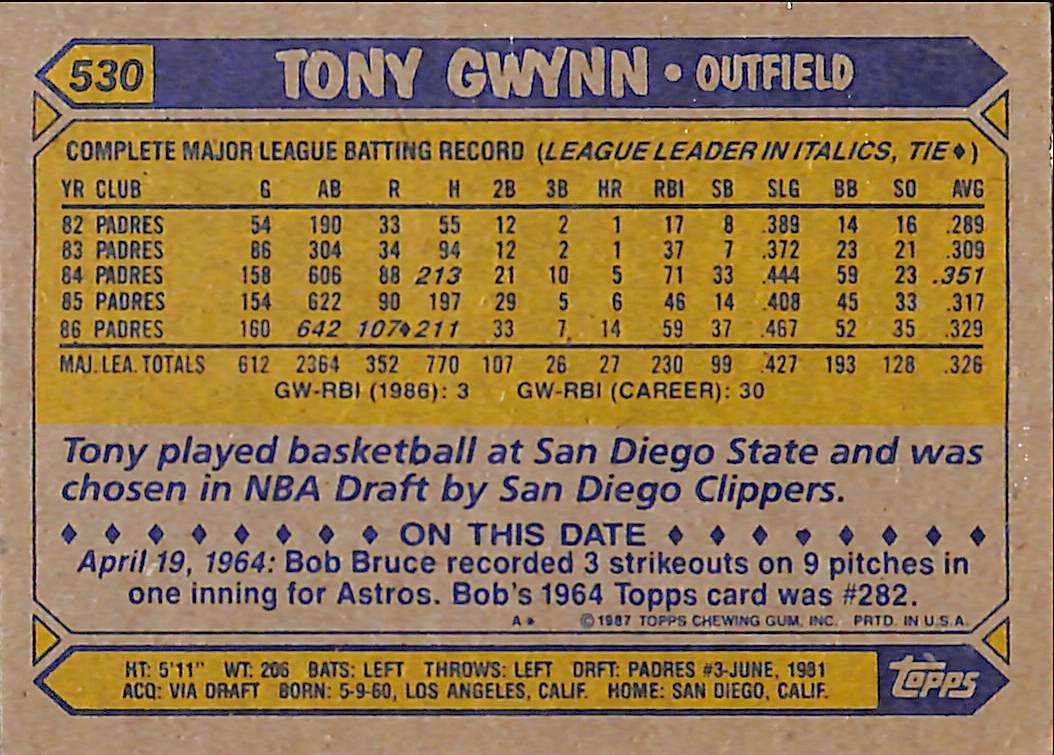 530 TONY GWYNN • OUTFIELD
COMPLETE MAJOR LEAGUE BATTING RECORD (LEAGUE LEADER IN ITALICS, TIE♦)
YR CLUB G AB R H 2B 3B HR RBI SB SLG BB SO AVG
82 PADRES 54 190 33 55 12 2 1 17 8 .389 14 16 .289
83 PADRES 86 304 34 94 12 2 1 37 7 .372 23 21 .309
84 PADRES 158 606 88 213 21 10 5 71 33 .444 59 23 .351
85 PADRES 154 622 90 197 29 5 6 46 14 .408 45 33 .317
86 PADRES 160 642 107♦ 211 33 7 14 59 37 .467 52 35 .329
MAJ. LEA. TOTALS 612 2364 352 770 107 26 27 230 99 .427 193 128 .326
GW-RBI (1986): 3 GW-RBI (CAREER): 30
Tony played basketball at San Diego State and was
chosen in NBA Draft by San Diego Clippers.
♦ ♦ ♦ ♦ ♦ ♦ ♦ ♦ ON THIS DATE ♦ ♦ ♦ ♦ ♦ ♦ ♦ ♦
April 19, 1964: Bob Bruce recorded 3 strikeouts on 9 pitches in
one inning for Astros. Bob's 1964 Topps card was #282.
A* ©1987 TOPPS CHEWING GUM, INC. PRTD. IN U.S.A.
HT: 5'11" WT: 206 BATS: LEFT THROWS: LEFT DRFT: PADRES #3-JUNE, 1981
ACQ: VIA DRAFT BORN: 5-9-60, LOS ANGELES, CALIF. HOME: SAN DIEGO, CALIF.
topps